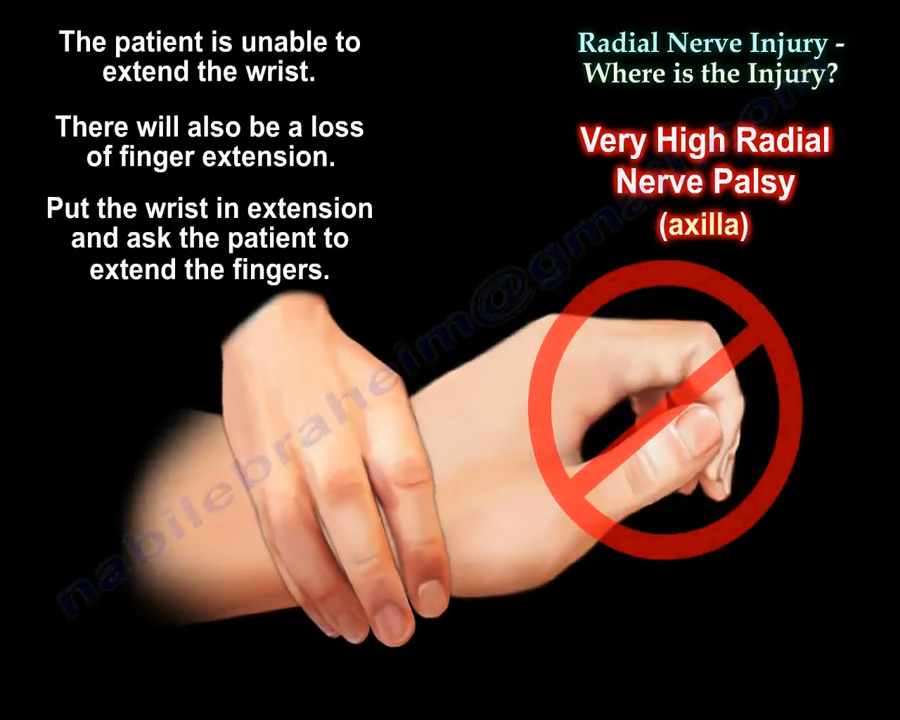 The patient is unable to
extend the wrist.
There will also be a loss
of finger extension.
Put the wrist in extension
and ask the patient to
extend the fingers.
Radial Nerve Injury -
Where is the Injury?
Very High Radial
Nerve Palsy
(axilla)
nabilebraheim@gmail.com